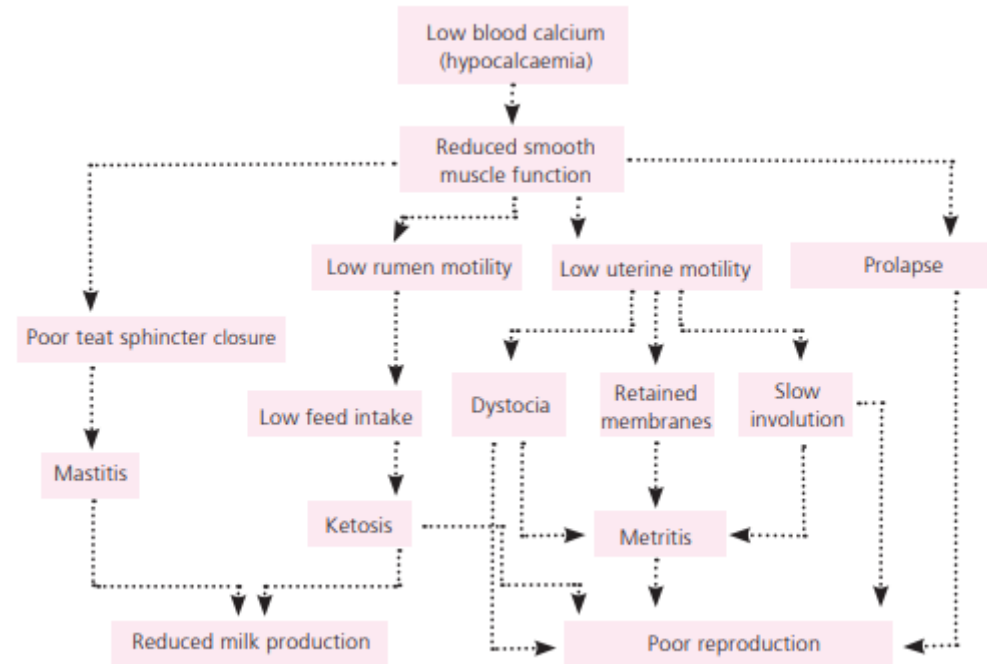 Low blood calcium
(hypocalcaemia)
Reduced smooth
muscle function
Low rumen motility
Low uterine motility
Prolapse
Poor teat sphincter closure
Low feed intake
Dystocia
Retained
membranes
Slow
involution
Mastitis
Ketosis
Metritis
Reduced milk production
Poor reproduction